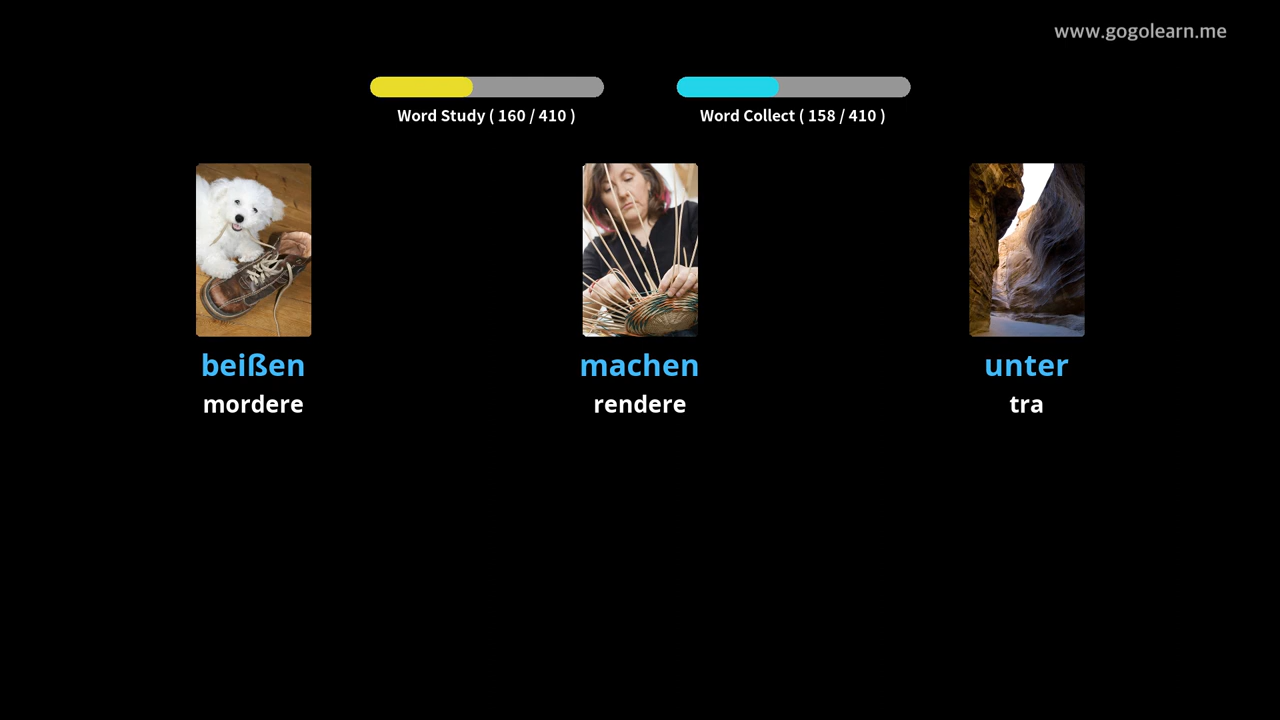 www.gogolearn.me
Word Study ( 160 / 410 )
Word Collect ( 158 / 410 )
beißen
mordere
machen
rendere
unter
tra